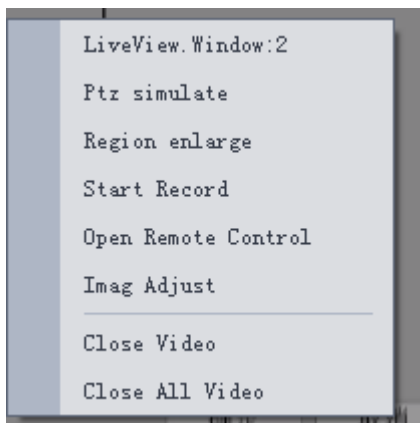 LiveView.Window:2
Ptz simulate
Region enlarge
Start Record
Open Remote Control
Imag Adjust
Close Video
Close All Video